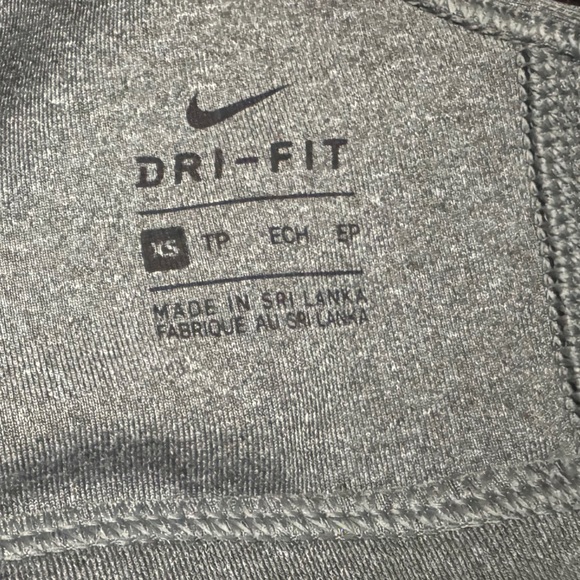 DRI-FIT
XS TP ECH EP
MADE IN SRI LANKA
FABRIQUE AU SRI LANKA